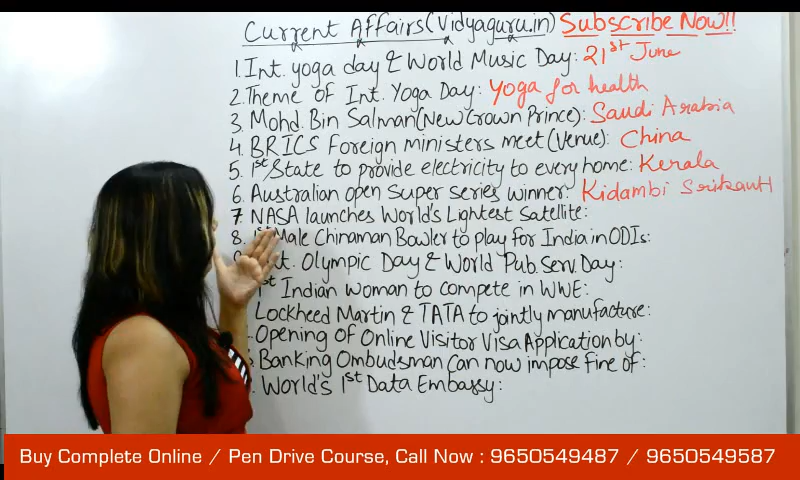 Current Affairs (Vidyaguru.in) Subscribe Now!!
1. Int. yoga day & World Music Day: 21st June
2. Theme of Int. Yoga Day: Yoga for health
3. Mohd. Bin Salman (New Crown Prince): Saudi Arabia
4. BRICS Foreign ministers meet (Venue): China
5. 1st State to provide electricity to every home: Kerala
6. Australian open Super Series winner: Kidambi Srikanth
7. NASA launches World's Lightest Satellite:
8. 1st Male Chinaman Bowler to play for India in ODIs:
t. Olympic Day & World Pub. Serv. Day:
1st Indian Woman to compete in WWE:
Lockheed Martin & TATA to jointly manufacture:
Opening of Online Visitor Visa Application by:
Banking Ombudsman Can now impose fine of:
World's 1st Data Embassy:
Buy Complete Online / Pen Drive Course, Call Now : 9650549487 / 9650549587